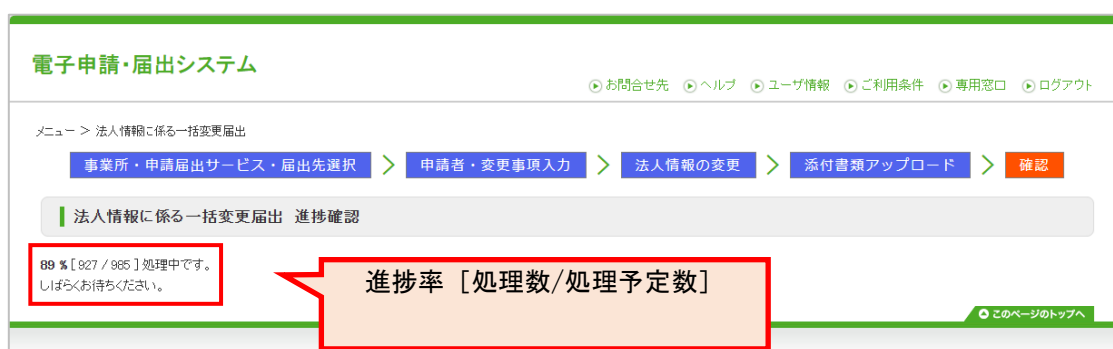 電子申請・届出システム
お問合せ先 ヘルプ ユーザ情報 ご利用条件 専用窓口 ログアウト
メニュー > 法人情報に係る一括変更届出
事業所・申請届出サービス・届出先選択 > 申請者・変更事項入力 > 法人情報の変更 > 添付書類アップロード > 確認
法人情報に係る一括変更届出 進捗確認
89 % [ 927 / 985 ] 処理中です。
しばらくお待ちください。
進捗率 [処理数/処理予定数]
このページのトップへ